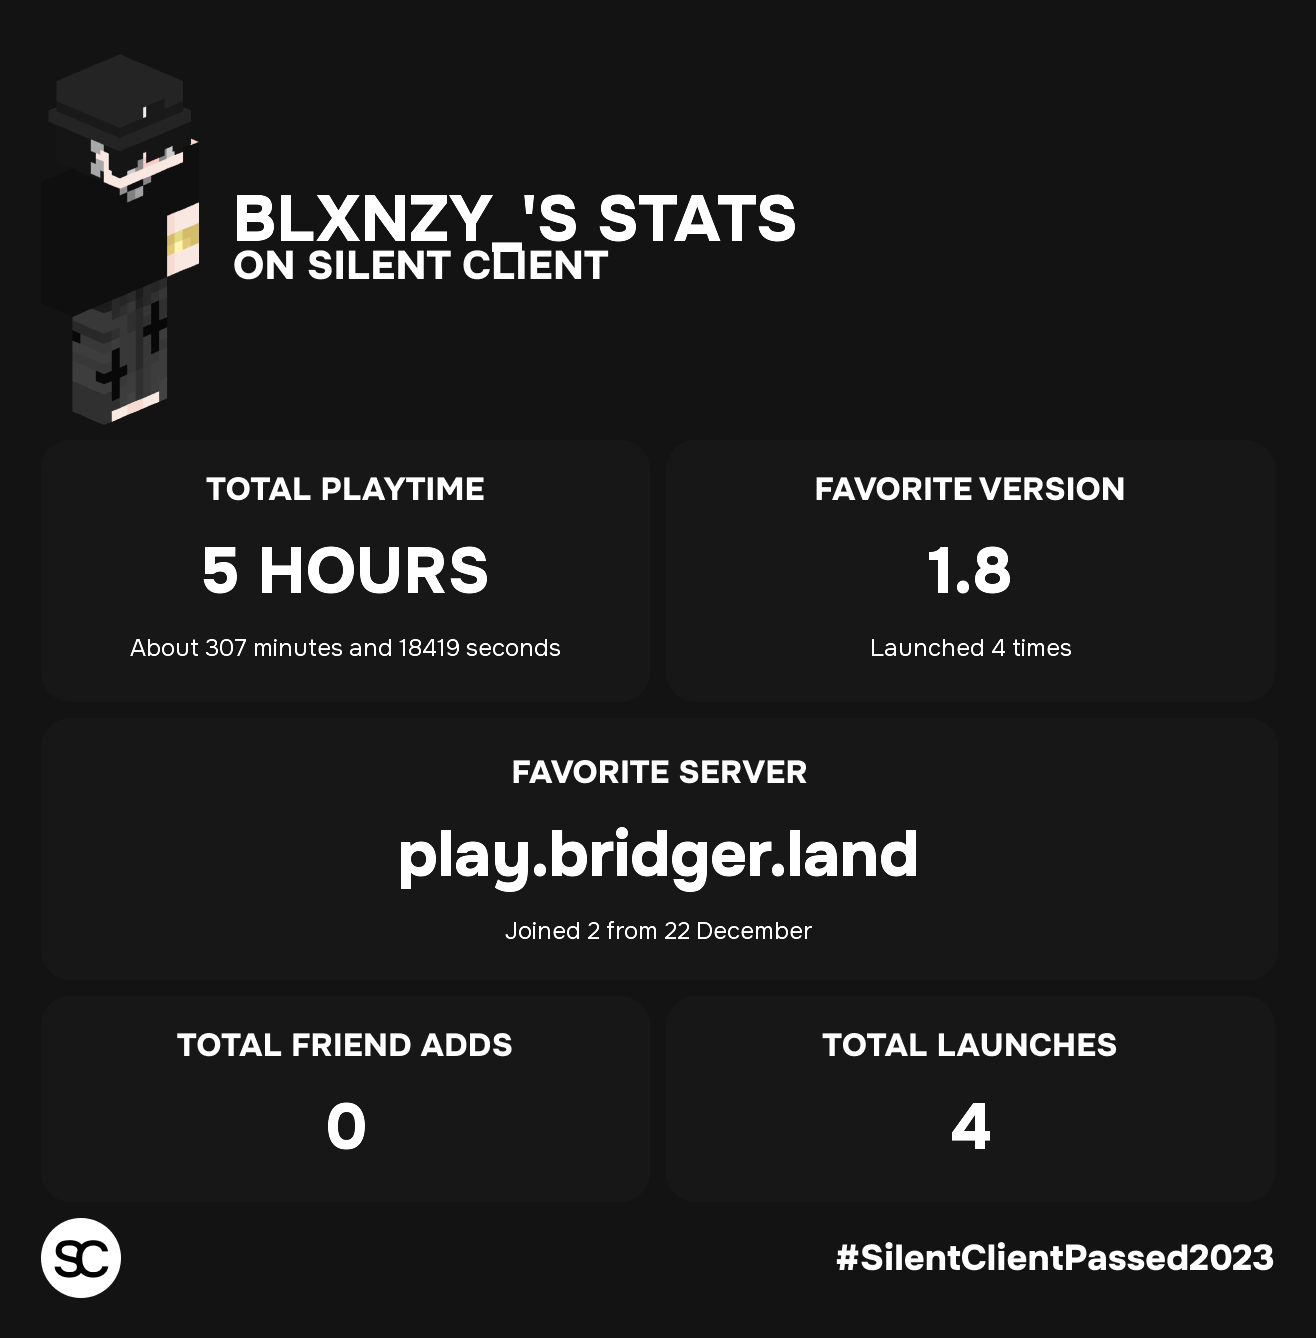 BLXNZY_'S STATS
ON SILENT CLIENT
TOTAL PLAYTIME
5 HOURS
About 307 minutes and 18419 seconds
FAVORITE VERSION
1.8
Launched 4 times
FAVORITE SERVER
play.bridger.land
Joined 2 from 22 December
TOTAL FRIEND ADDS
0
TOTAL LAUNCHES
4
SC
#SilentClientPassed2023